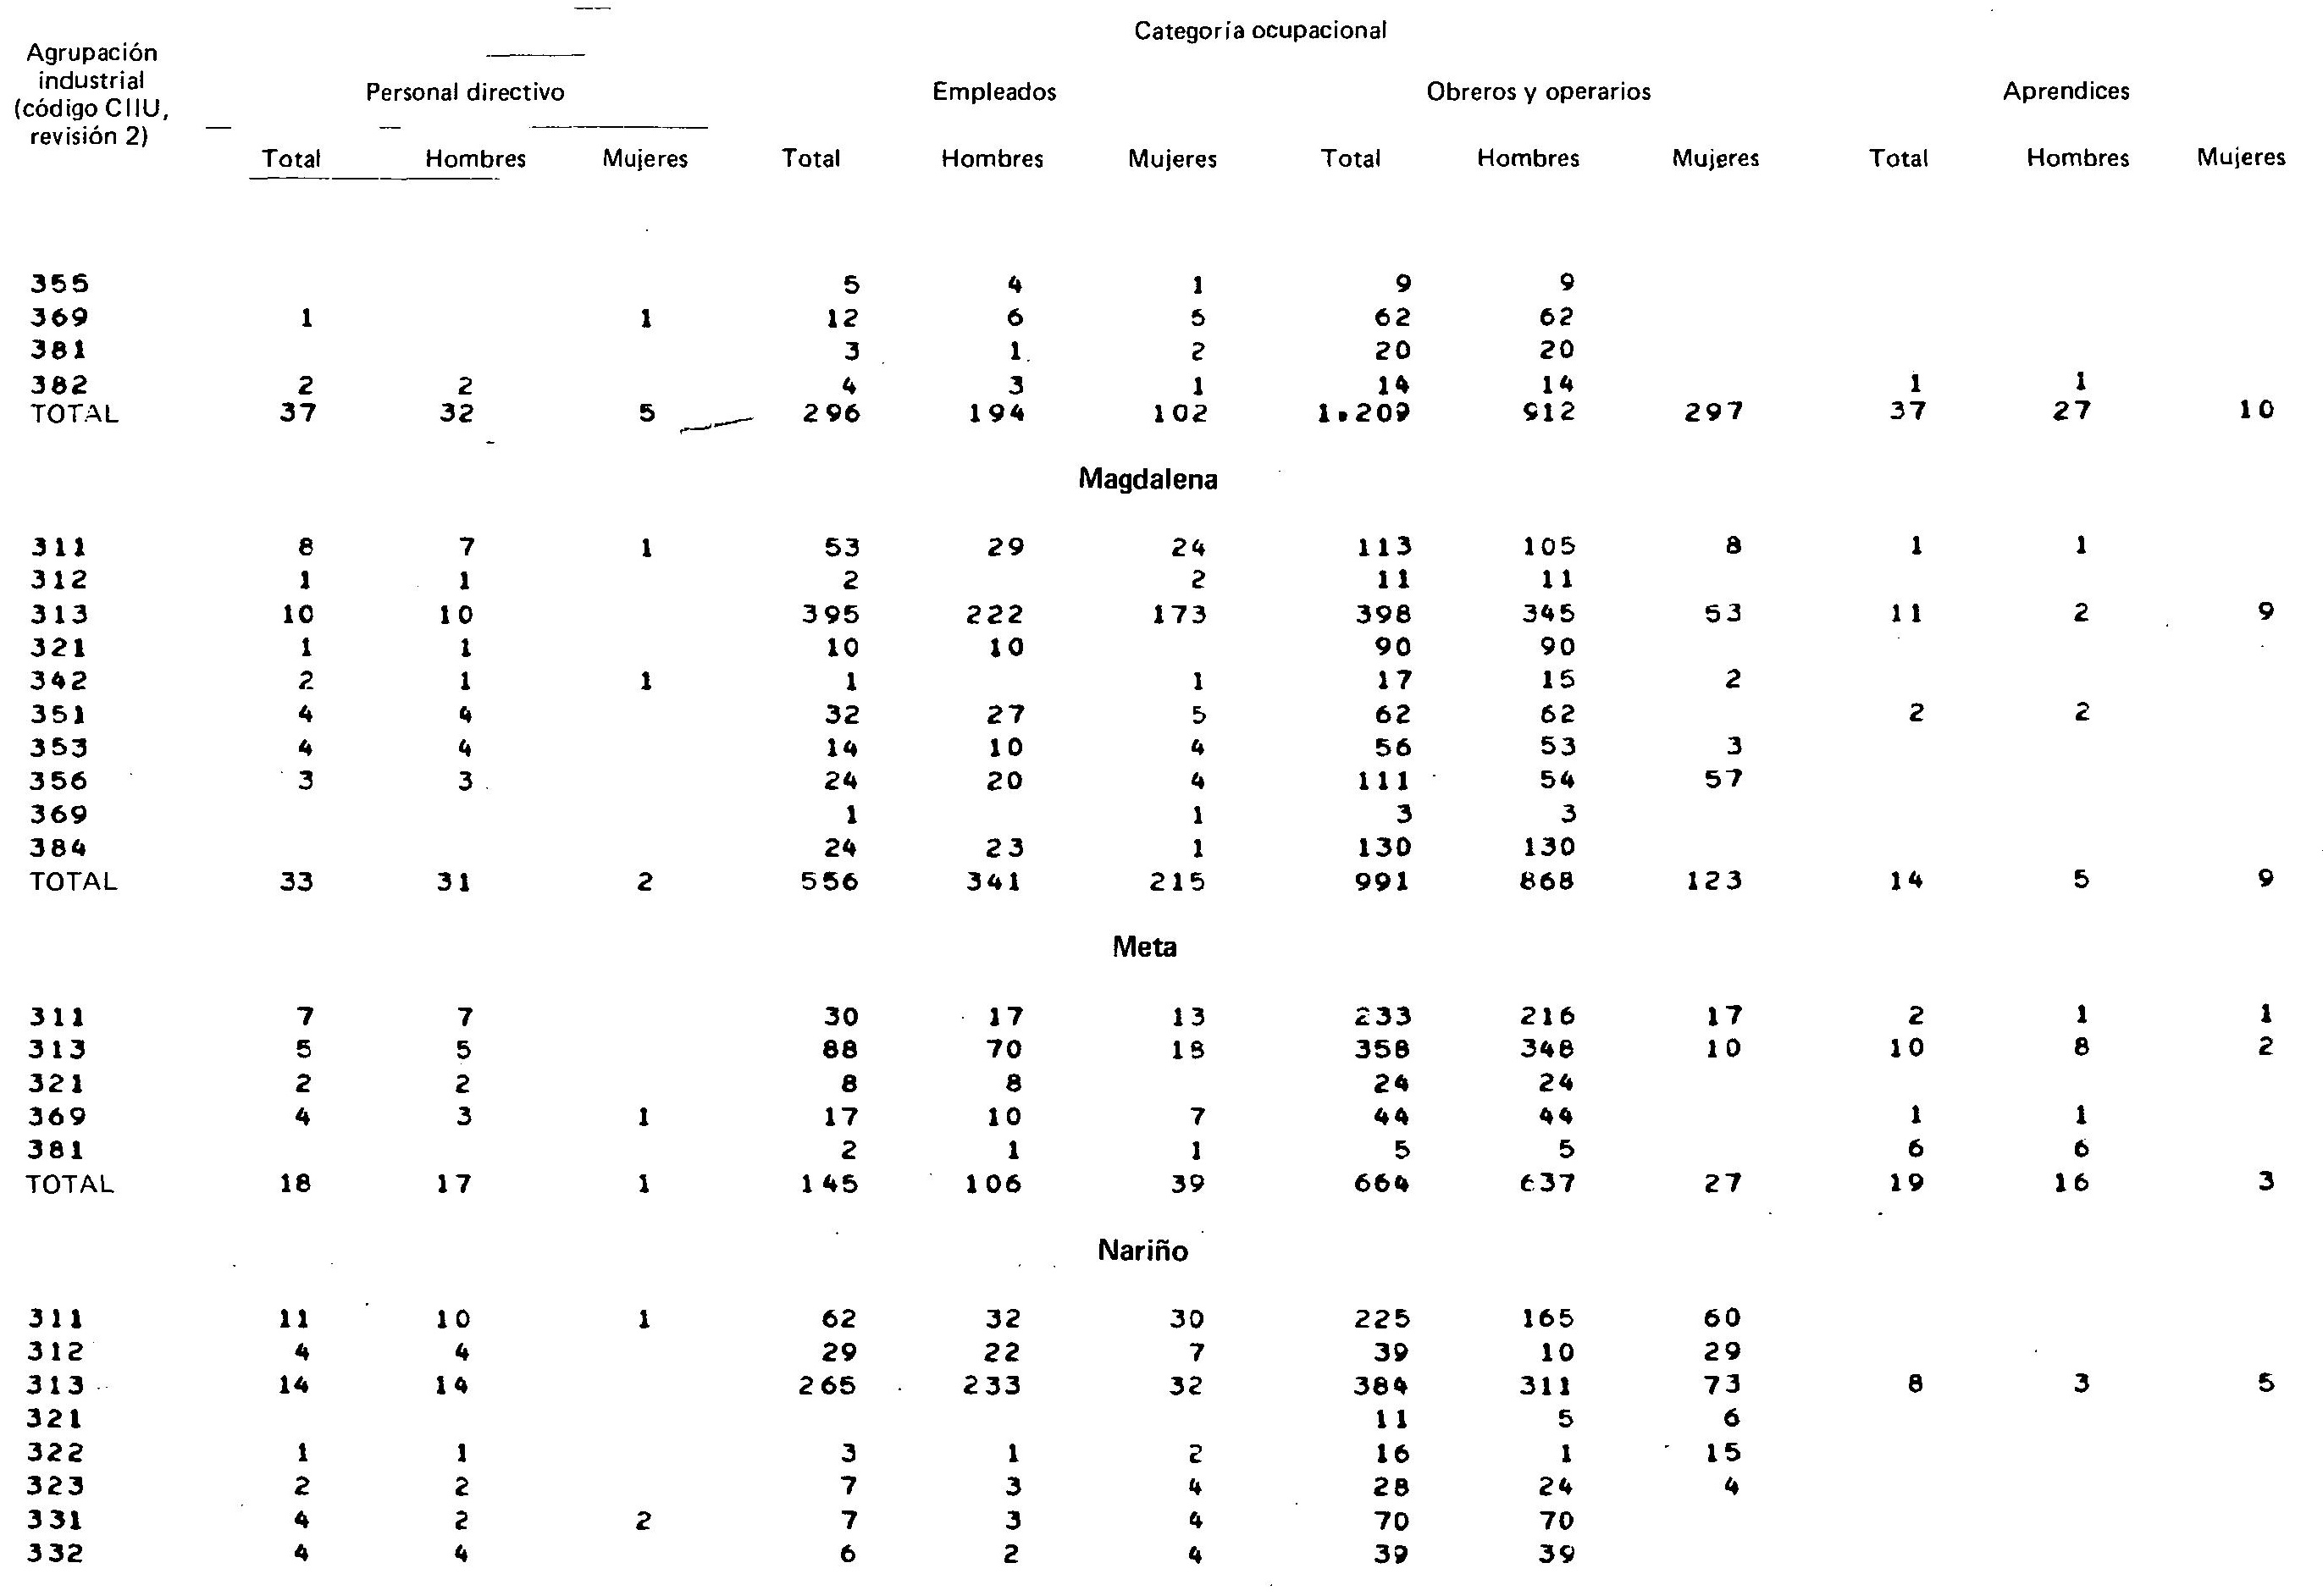 Categoría ocupacional
Agrupación
industrial
(código CIIU,
revisión 2)
Personal directivo Empleados Obreros y operarios Aprendices
Total Hombres Mujeres Total Hombres Mujeres Total Hombres Mujeres Total Hombres Mujeres
355 5 4 1 9 9
369 1 1 12 6 5 62 62
381 3 1 2 20 20
382 2 2 4 3 1 14 14 1 1
TOTAL 37 32 5 296 194 102 1.209 912 297 37 27 10
Magdalena
311 8 7 1 53 29 24 113 105 8 1 1
312 1 1 2 2 11 11
313 10 10 395 222 173 398 345 53 11 2 9
321 1 1 10 10 90 90
342 2 1 1 1 1 17 15 2
351 4 4 32 27 5 62 62 2 2
353 4 4 14 10 4 56 53 3
356 3 3 24 20 4 111 54 57
369 1 1 3 3
384 24 23 1 130 130
TOTAL 33 31 2 556 341 215 991 868 123 14 5 9
Meta
311 7 7 30 17 13 233 216 17 2 1 1
313 5 5 88 70 18 358 348 10 10 8 2
321 2 2 8 8 24 24
369 4 3 1 17 10 7 44 44 1 1
381 2 1 1 5 5 6 6
TOTAL 18 17 1 145 106 39 664 637 27 19 16 3
Nariño
311 11 10 1 62 32 30 225 165 60
312 4 4 29 22 7 39 10 29
313 14 14 265 233 32 384 311 73 8 3 5
321 11 5 6
322 1 1 3 1 2 16 1 15
323 2 2 7 3 4 28 24 4
331 4 2 2 7 3 4 70 70
332 4 4 6 2 4 39 39